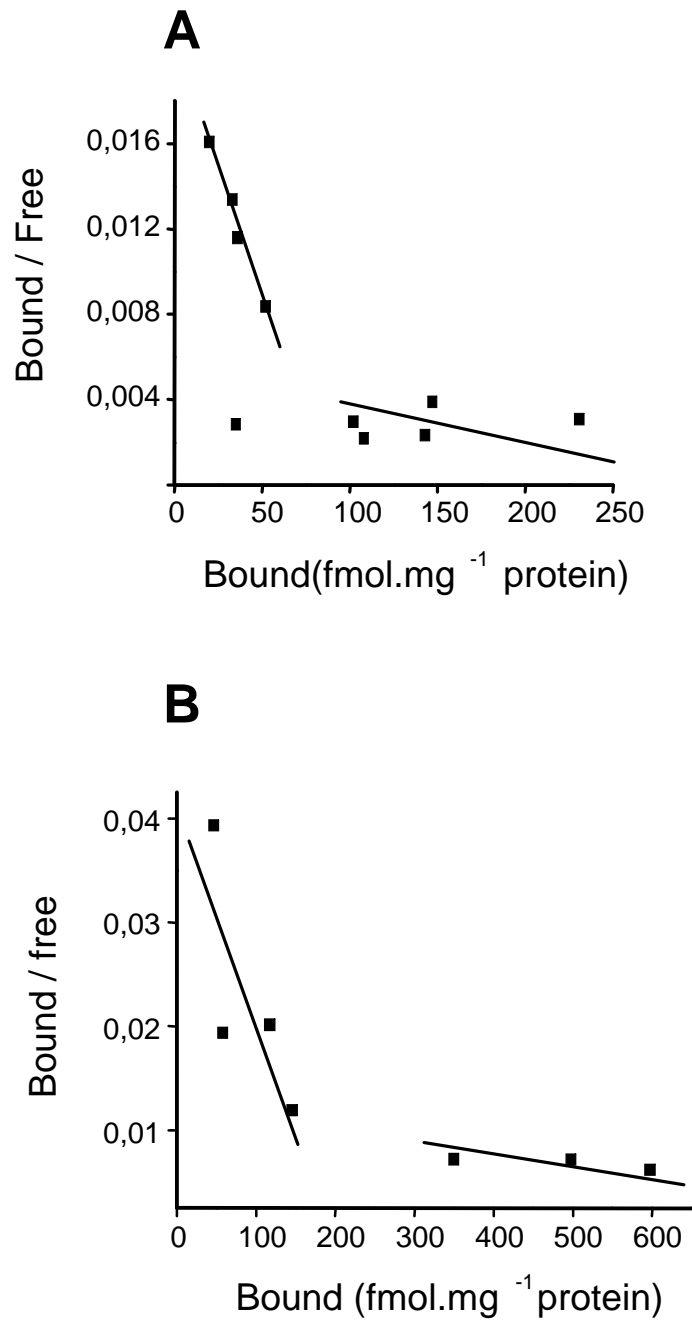 A
Bound / Free
0,016
0,012
0,008
0,004
0 50 100 150 200 250
Bound(fmol.mg -1 protein)
B
Bound / free
0,04
0,03
0,02
0,01
0 100 200 300 400 500 600
Bound (fmol.mg -1 protein)